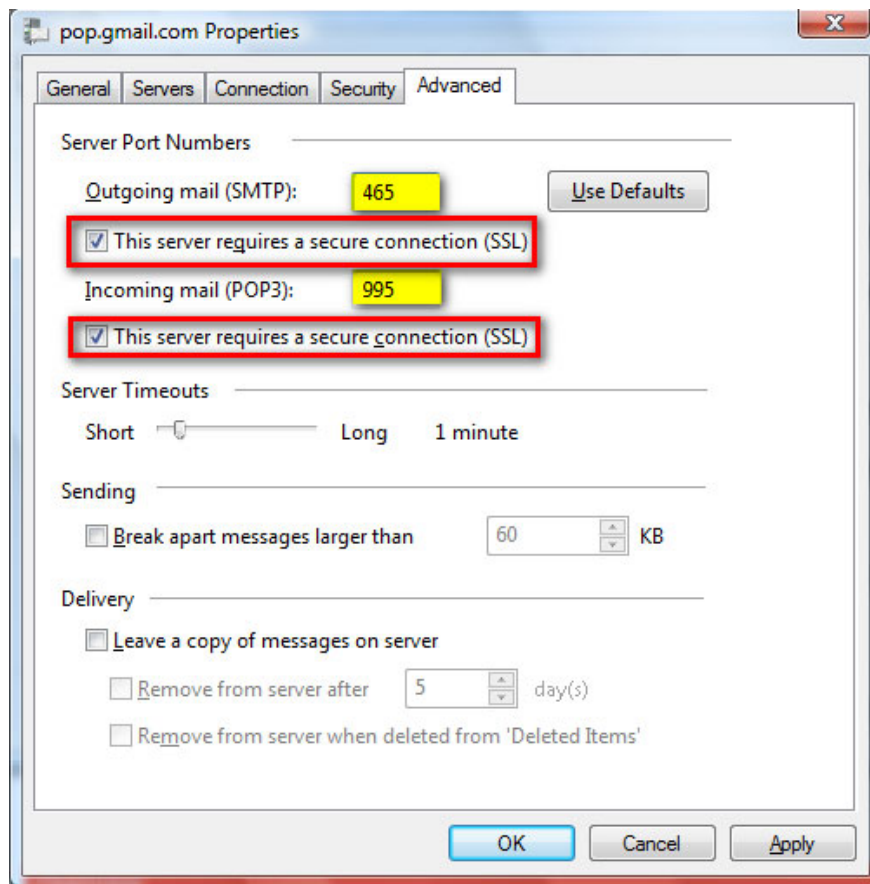 pop.gmail.com Properties
General Servers Connection Security Advanced
Server Port Numbers
Outgoing mail (SMTP): 465 Use Defaults
This server requires a secure connection (SSL)
Incoming mail (POP3): 995
This server requires a secure connection (SSL)
Server Timeouts
Short Long 1 minute
Sending
Break apart messages larger than 60 KB
Delivery
Leave a copy of messages on server
Remove from server after 5 day(s)
Remove from server when deleted from 'Deleted Items'
OK Cancel Apply